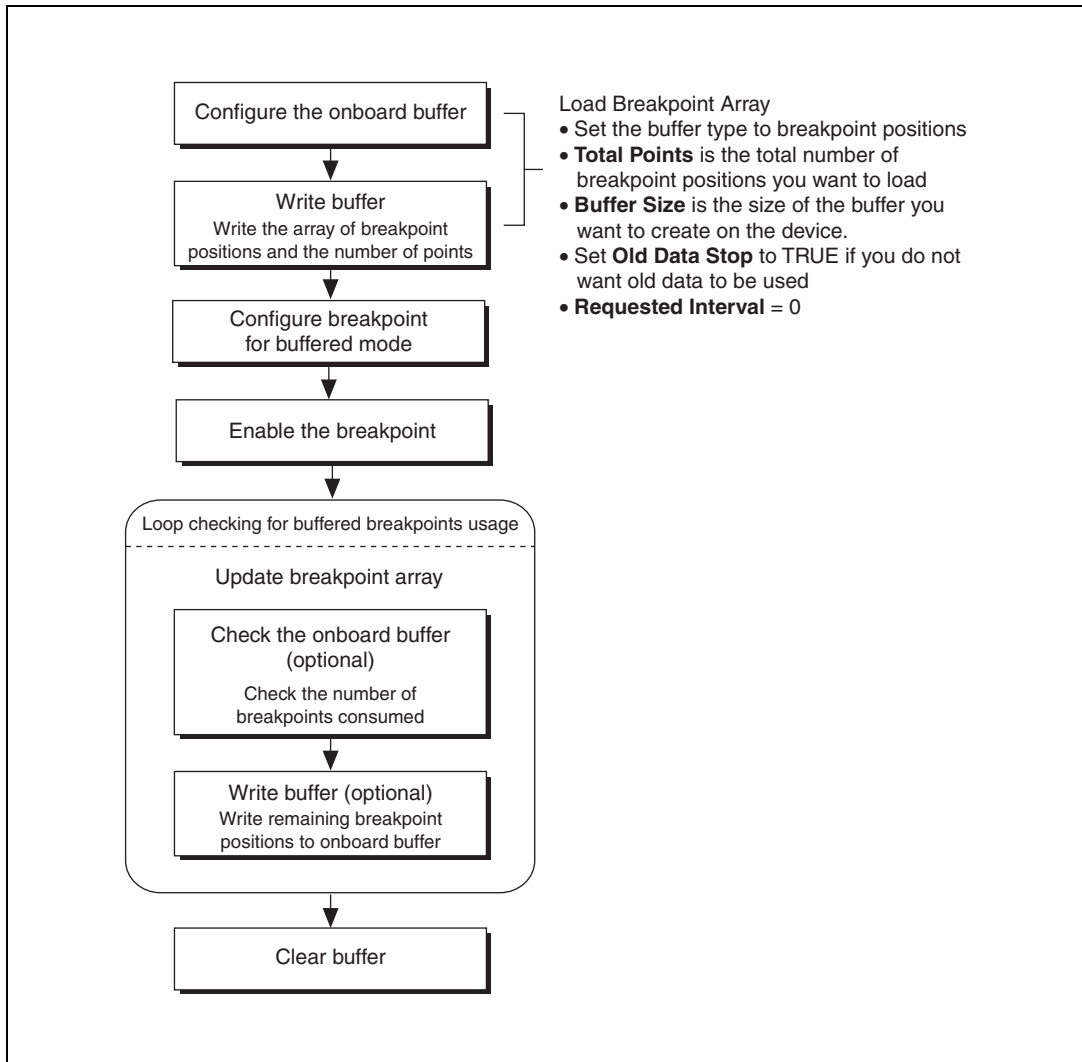 Configure the onboard buffer
Write buffer
Write the array of breakpoint
positions and the number of points
Load Breakpoint Array
• Set the buffer type to breakpoint positions
• Total Points is the total number of
breakpoint positions you want to load
• Buffer Size is the size of the buffer you
want to create on the device.
• Set Old Data Stop to TRUE if you do not
want old data to be used
• Requested Interval = 0
Configure breakpoint
for buffered mode
Enable the breakpoint
Loop checking for buffered breakpoints usage
Update breakpoint array
Check the onboard buffer
(optional)
Check the number of
breakpoints consumed
Write buffer (optional)
Write remaining breakpoint
positions to onboard buffer
Clear buffer